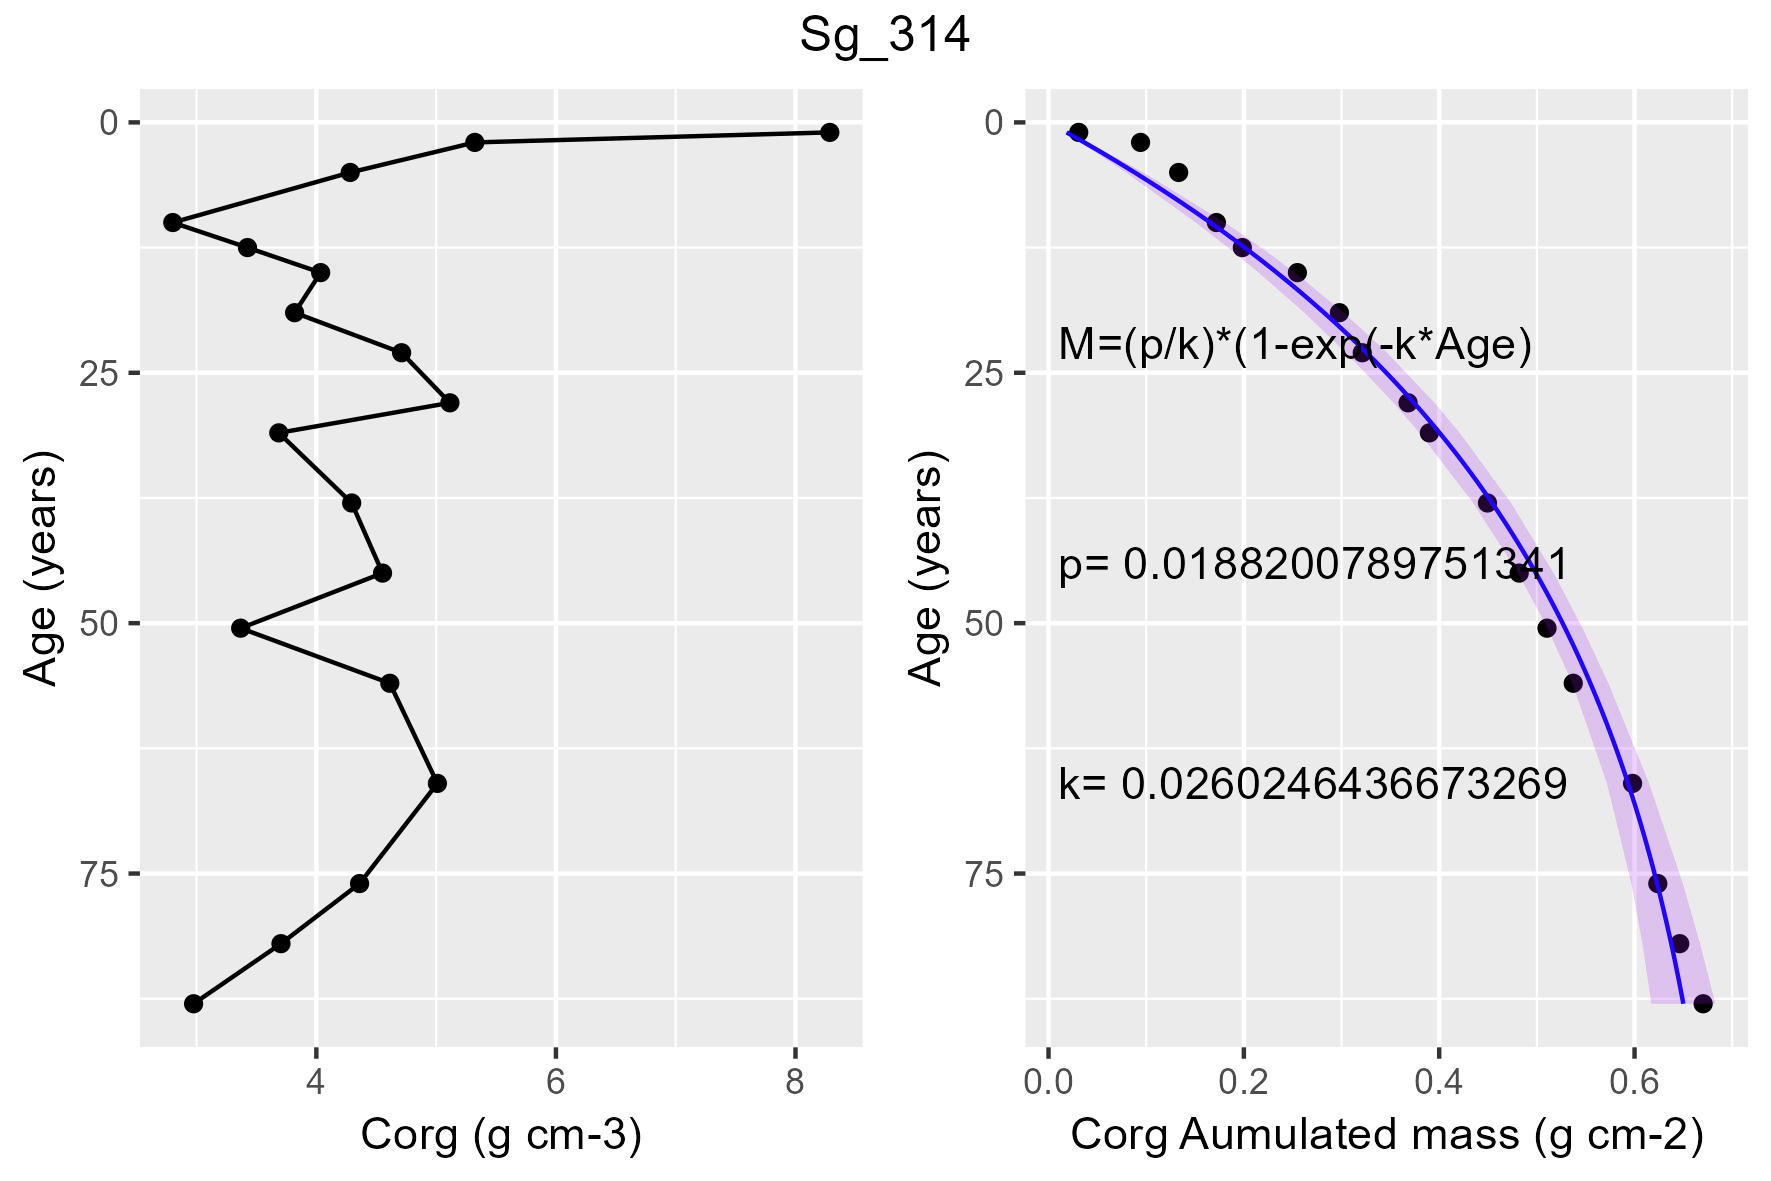 Sg_314
0
25
50
75
Age (years)
4
6
8
Corg (g cm-3)
0
25
50
75
Age (years)
M=(p/k)*(1-exp(-k*Age)
p= 0.0188200789751341
k= 0.0260246436673269
0.0
0.2
0.4
0.6
Corg Aumulated mass (g cm-2)